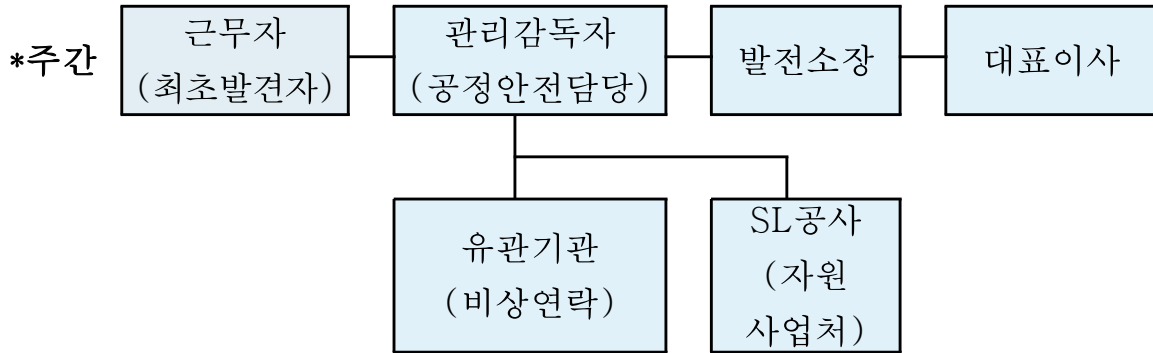 *주간
근무자
(최초발견자)
관리감독자
(공정안전담당)
발전소장
대표이사
유관기관
(비상연락)
SL공사
(자원
사업처)